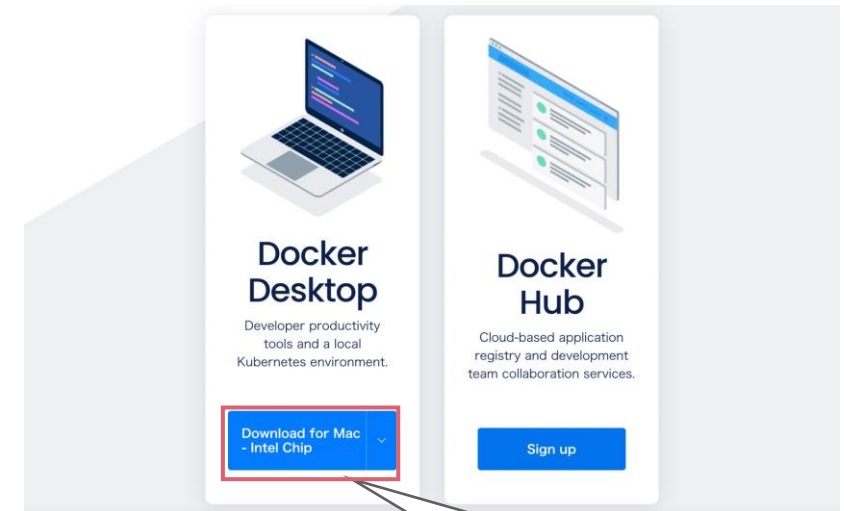 Docker
Desktop
Developer productivity
tools and a local
Kubernetes environment.
Download for Mac
- Intel Chip
Docker
Hub
Cloud-based application
registry and development
team collaboration services.
Sign up